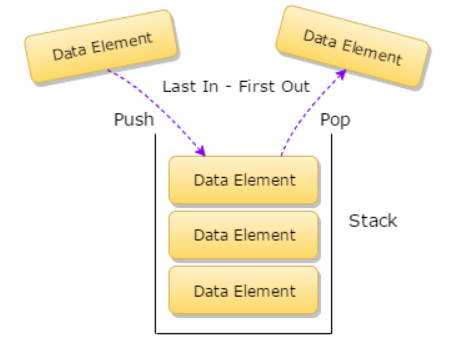 Data Element
Data Element
Last In - First Out
Push
Pop
Data Element
Stack
Data Element
Data Element